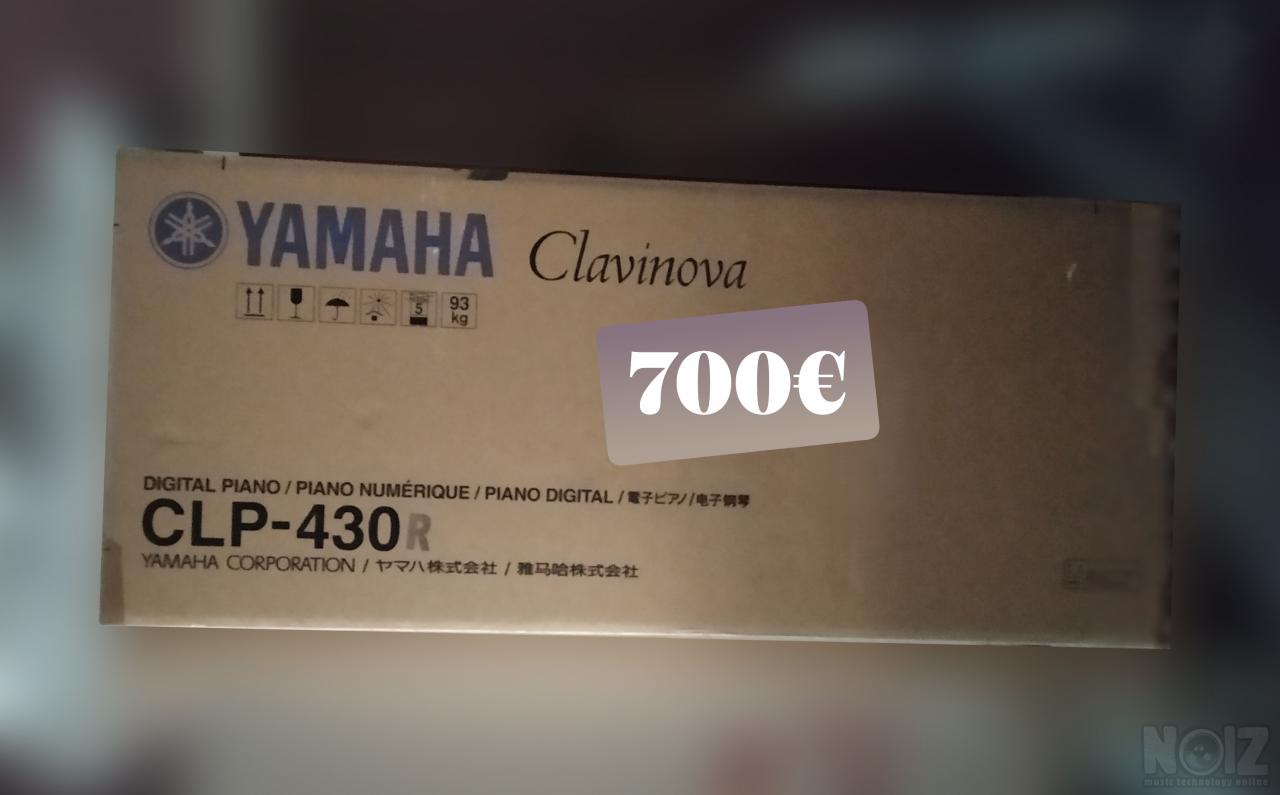 YAMAHA Clavinova
5
93
kg
700€
DIGITAL PIANO / PIANO NUMÉRIQUE / PIANO DIGITAL / 電子ピアノ / 电子钢琴
CLP-430R
YAMAHA CORPORATION / ヤマハ株式会社 / 雅马哈株式会社
NOIZ
music technology online